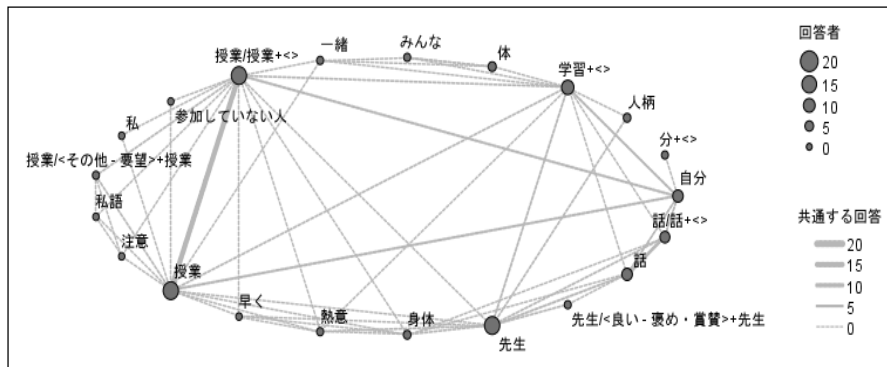 一緒
みんな
体
授業/授業+<>
学習+<>
人柄
参加していない人
私
分+<>
授業/<その他 - 要望>+授業
自分
私語
話/話+<>
注意
授業
話
早く
熱意
身体
先生
先生/<良い - 褒め・賞賛>+先生
回答者
20
15
10
5
0
共通する回答
20
15
10
5
0